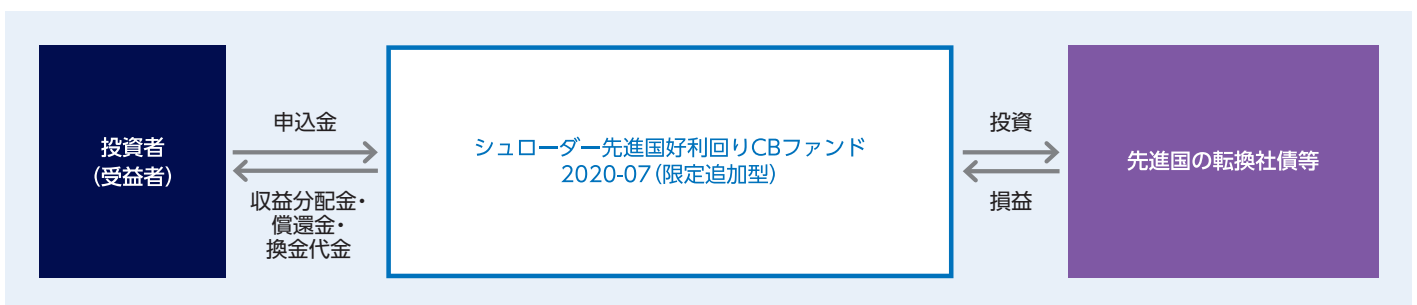 投資者
（受益者）
申込金
収益分配金・
償還金・
換金代金
シュローダー先進国好利回りCBファンド
2020-07（限定追加型）
投資
損益
先進国の転換社債等